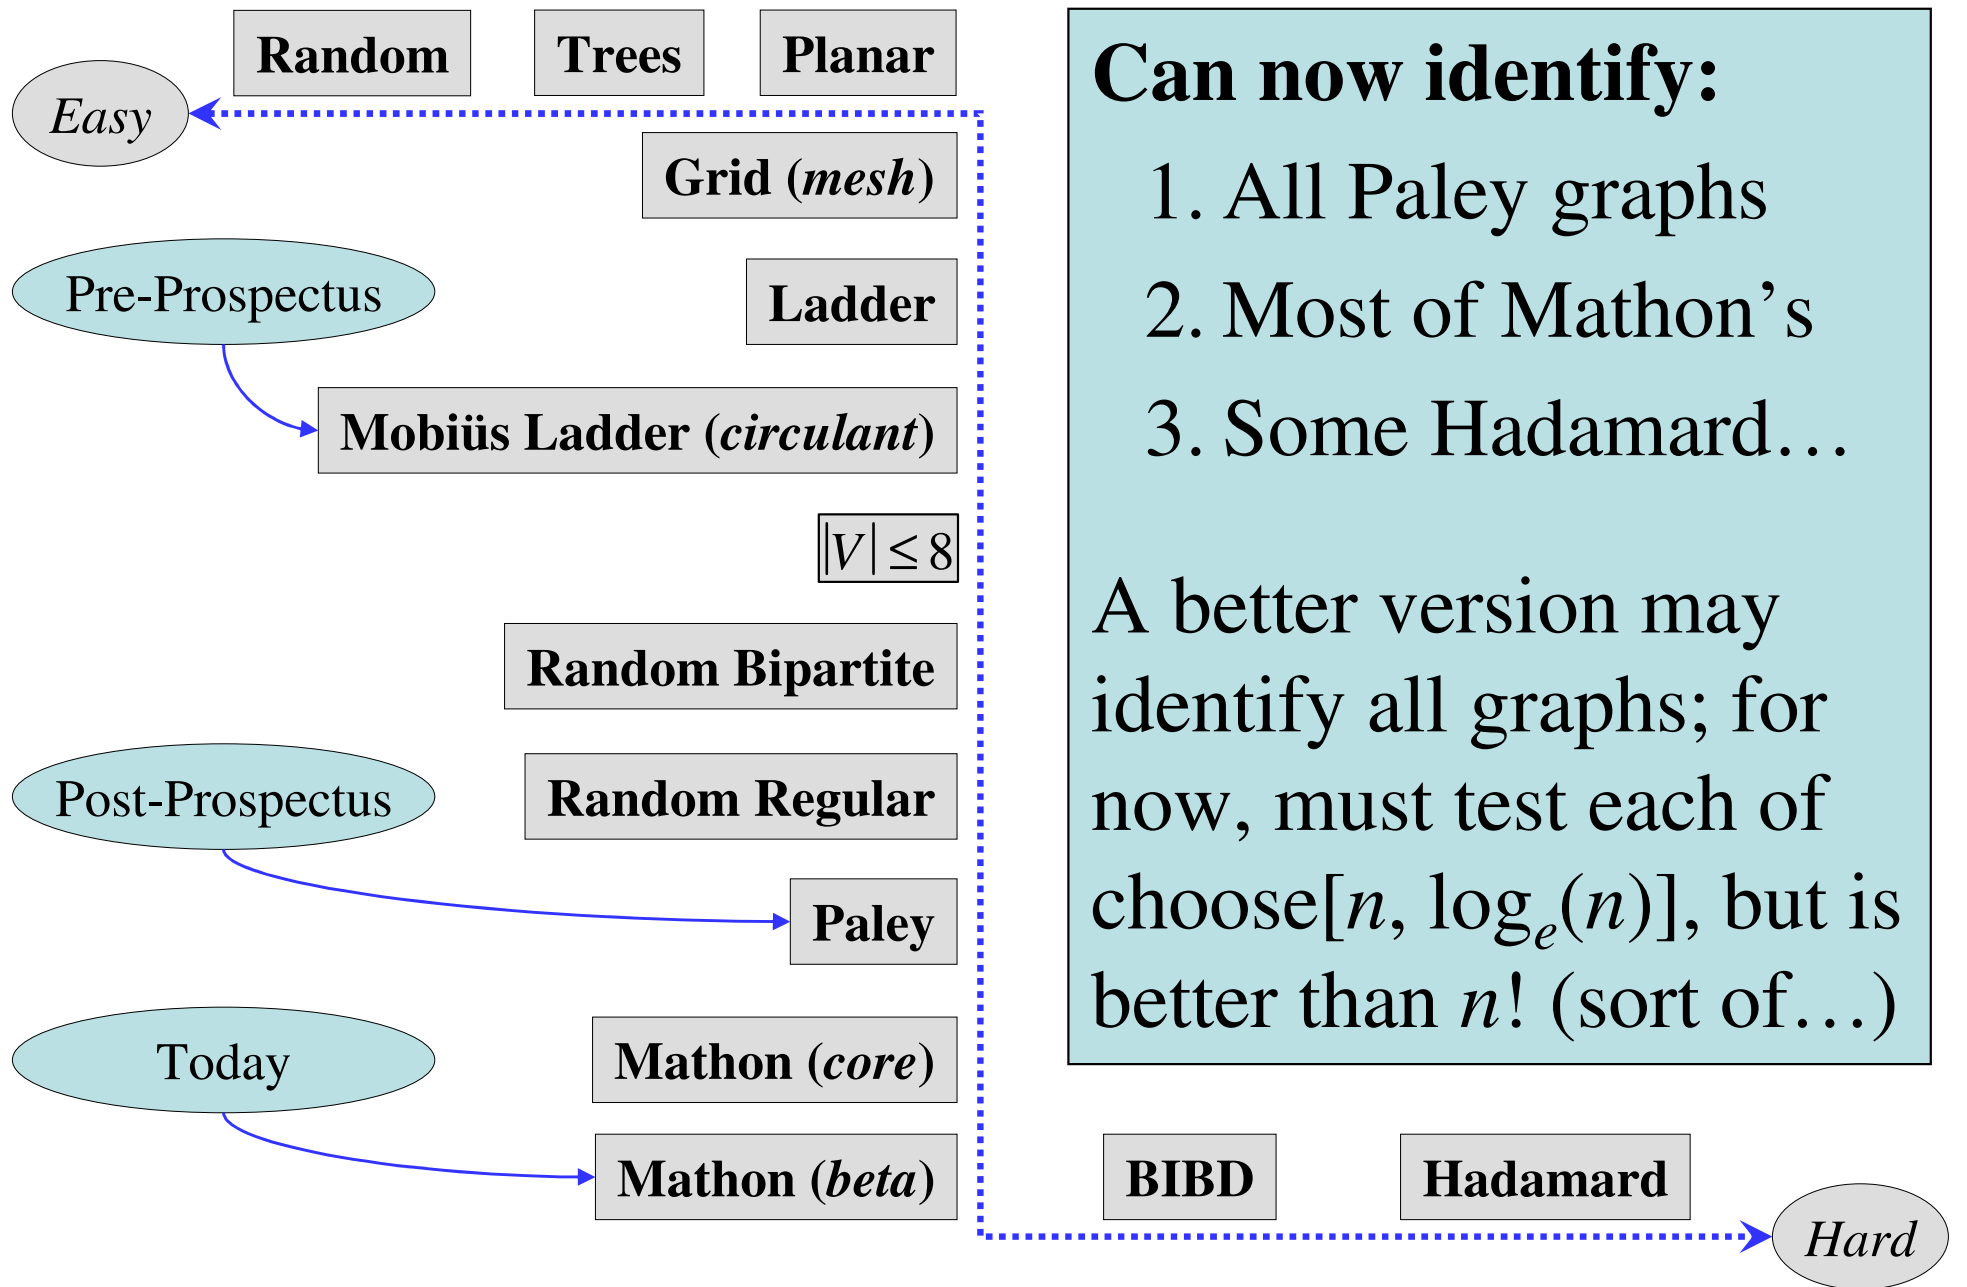 Random
Trees
Planar
Easy
Grid (mesh)
Pre-Prospectus
Ladder
Mobiüs Ladder (circulant)
|V| ≤ 8
Random Bipartite
Post-Prospectus
Random Regular
Paley
Today
Mathon (core)
Mathon (beta)
Can now identify:
1. All Paley graphs
2. Most of Mathon’s
3. Some Hadamard…
A better version may
identify all graphs; for
now, must test each of
choose[n, logₑ(n)], but is
better than n! (sort of…)
BIBD
Hadamard
Hard